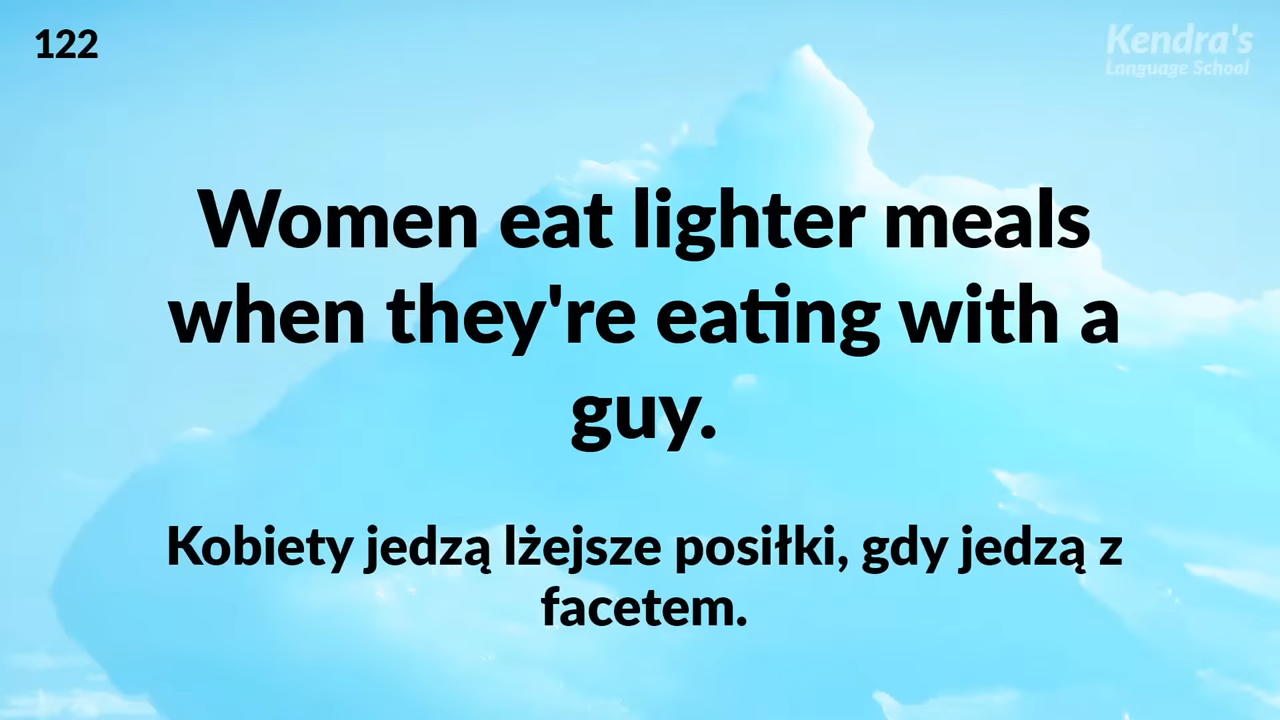 122
Kendra's
Language School
Women eat lighter meals
when they're eating with a
guy.
Kobiety jedzą lżejsze posiłki, gdy jedzą z
facetem.